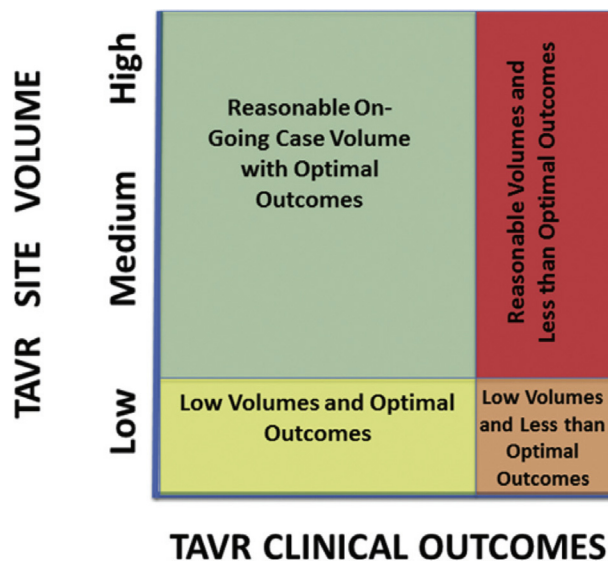 TAVR SITE VOLUME
High
Medium
Low
Reasonable On-
Going Case Volume
with Optimal
Outcomes
Reasonable Volumes and
Less than Optimal Outcomes
Low Volumes and Optimal
Outcomes
Low Volumes
and Less than
Optimal
Outcomes
TAVR CLINICAL OUTCOMES